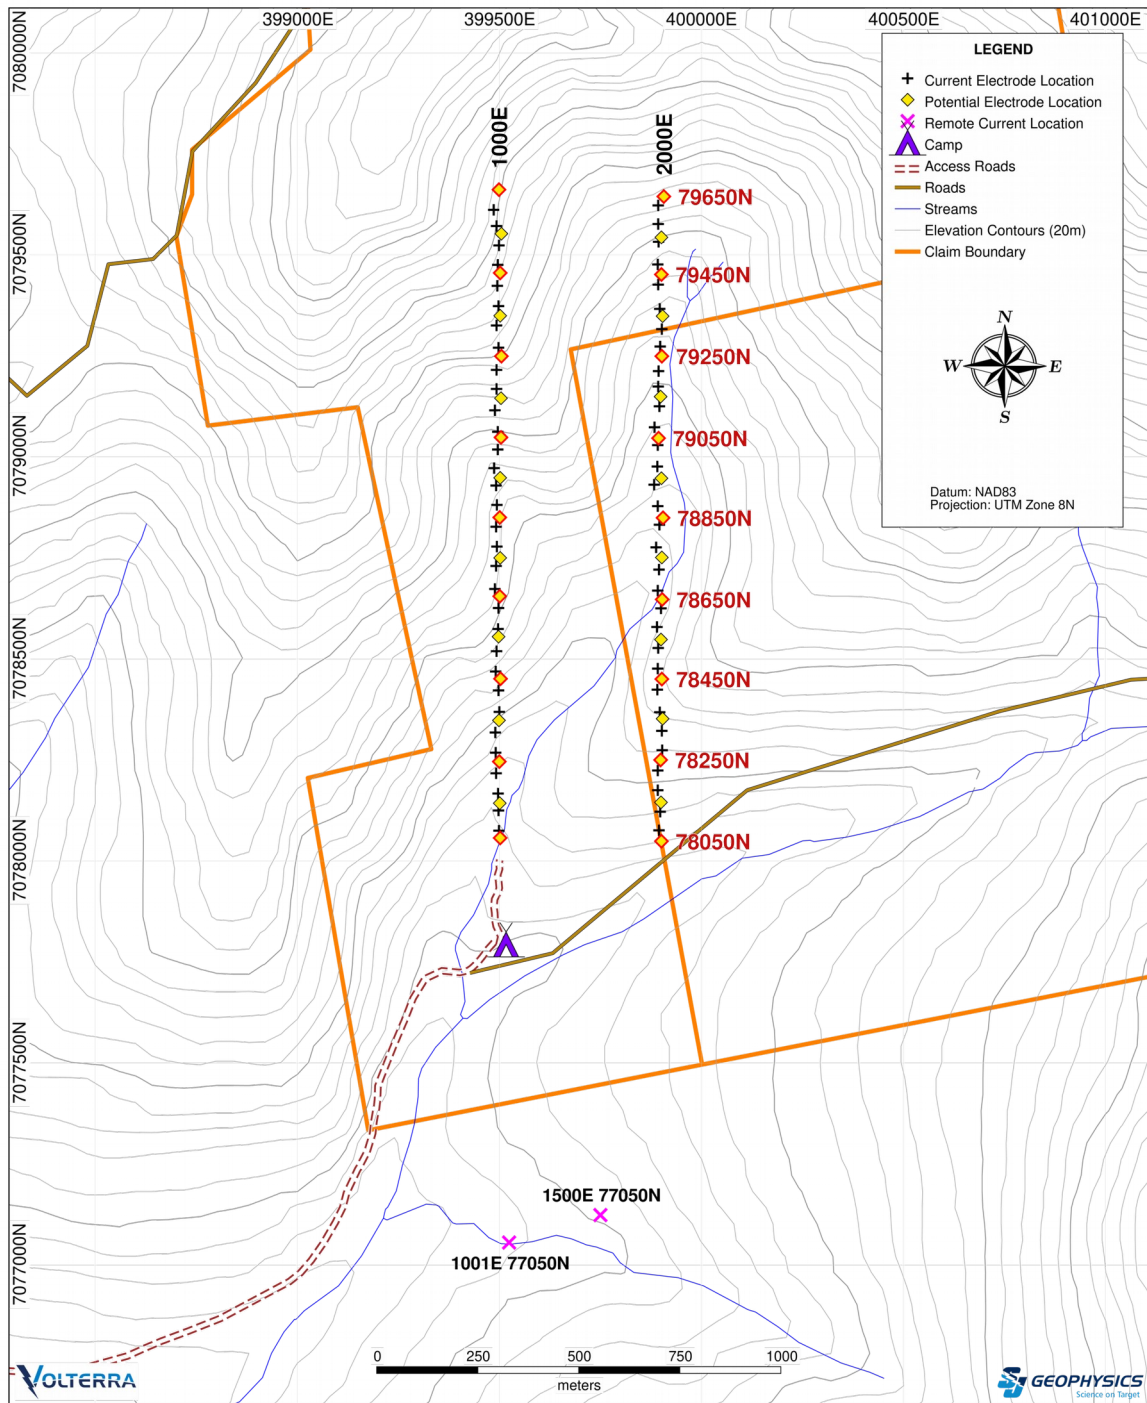 399000E
399500E
400000E
400500E
401000E
7080000N
7079500N
7079000N
7078500N
7078000N
7077500N
7077000N
LEGEND
Current Electrode Location
Potential Electrode Location
Remote Current Location
Camp
Access Roads
Roads
Streams
Elevation Contours (20m)
Claim Boundary
N
W
E
S
Datum: NAD83
Projection: UTM Zone 8N
1000E
2000E
79650N
79450N
79250N
79050N
78850N
78650N
78450N
78250N
78050N
1500E 77050N
1001E 77050N
0 250 500 750 1000
meters
VOLTERRA
SJ GEOPHYSICS
Science on Target